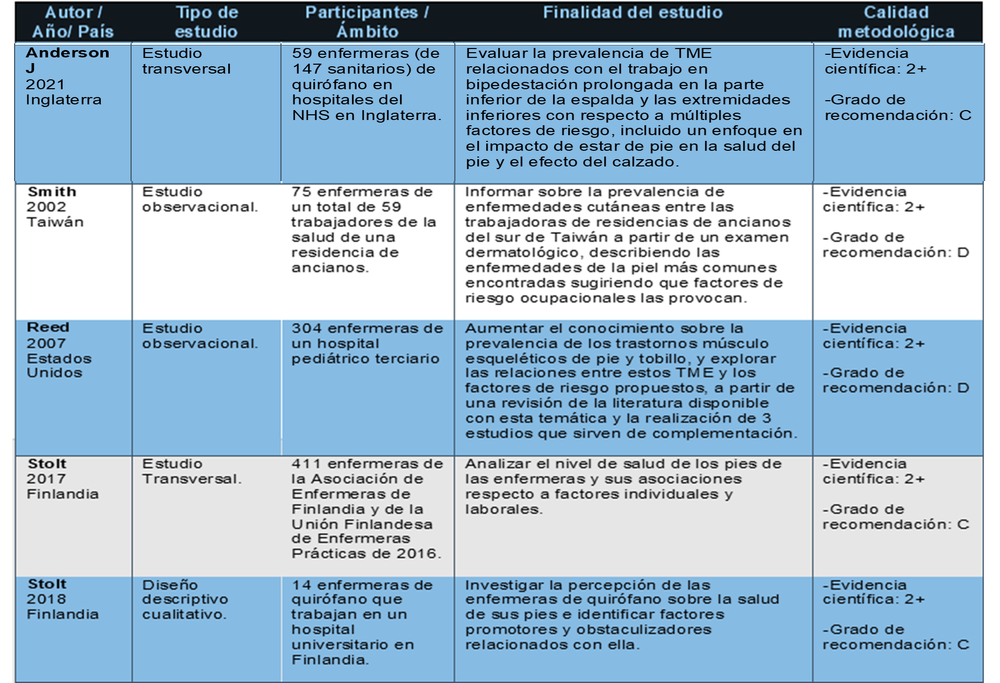 Autor /
Año/ País
Tipo de
estudio
Participantes /
Ámbito
Finalidad del estudio
Calidad
metodológica
Anderson
J
2021
Inglaterra
Estudio
transversal
59 enfermeras (de
147 sanitarios) de
quirófano en
hospitales del
NHS en Inglaterra.
Evaluar la prevalencia de TME
relacionados con el trabajo en
bipedestación prolongada en la parte
inferior de la espalda y las extremidades
inferiores con respecto a múltiples
factores de riesgo, incluido un enfoque en
el impacto de estar de pie en la salud del
pie y el efecto del calzado.
-Evidencia
científica: 2+
-Grado de
recomendación: C
Smith
2002
Taiwán
Estudio
observacional.
75 enfermeras de
un total de 59
trabajadores de la
salud de una
residencia de
ancianos.
Informar sobre la prevalencia de
enfermedades cutáneas entre las
trabajadoras de residencias de ancianos
del sur de Taiwán a partir de un examen
dermatológico, describiendo las
enfermedades de la piel más comunes
encontradas sugiriendo que factores de
riesgo ocupacionales las provocan.
-Evidencia
científica: 2+
-Grado de
recomendación: D
Reed
2007
Estados
Unidos
Estudio
observacional.
304 enfermeras de
un hospital
pediátrico terciario
Aumentar el conocimiento sobre la
prevalencia de los trastornos músculo
esqueléticos de pie y tobillo, y explorar
las relaciones entre estos TME y los
factores de riesgo propuestos, a partir de
una revisión de la literatura disponible
con esta temática y la realización de 3
estudios que sirven de complementación.
-Evidencia
científica: 2+
-Grado de
recomendación: D
Stolt
2017
Finlandia
Estudio
Transversal.
411 enfermeras de
la Asociación de
Enfermeras de
Finlandia y de la
Unión Finlandesa
de Enfermeras
Prácticas de 2016.
Analizar el nivel de salud de los pies de
las enfermeras y sus asociaciones
respecto a factores individuales y
laborales.
-Evidencia
científica: 2+
-Grado de
recomendación: C
Stolt
2018
Finlandia
Diseño
descriptivo
cualitativo.
14 enfermeras de
quirófano que
trabajan en un
hospital
universitario en
Finlandia.
Investigar la percepción de las
enfermeras de quirófano sobre la salud
de sus pies e identificar factores
promotores y obstaculizadores
relacionados con ella.
-Evidencia
científica: 2+
-Grado de
recomendación: C